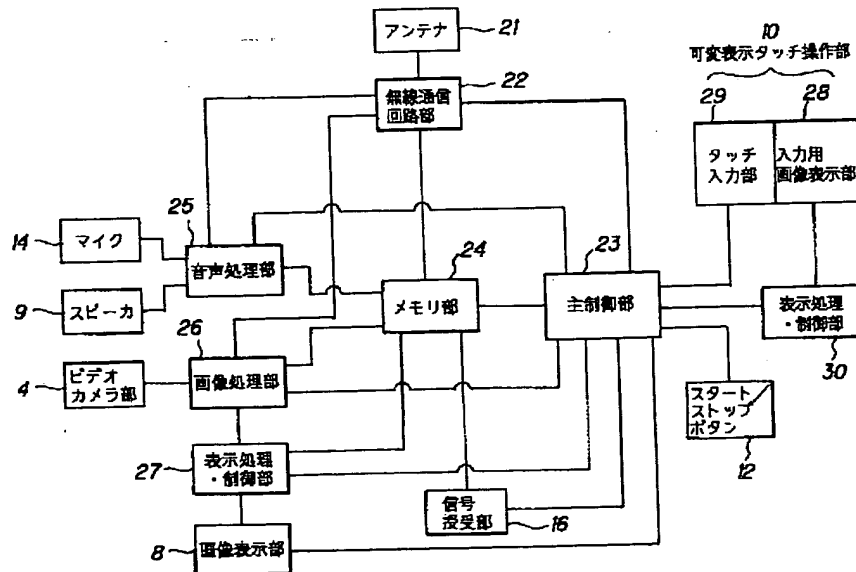 アンテナ
21
無線通信
回路部
22
10
可変表示タッチ操作部
29
28
タッチ
入力部
入力用
画像表示部
25
14
マイク
音声処理部
24
23
9
スピーカ
メモリ部
主制御部
表示処理
・制御部
30
26
4
ビデオ
カメラ部
画像処理部
スタート
ストップ
ボタン
12
27
表示処理
・制御部
信号
授受部
16
8
画像表示部